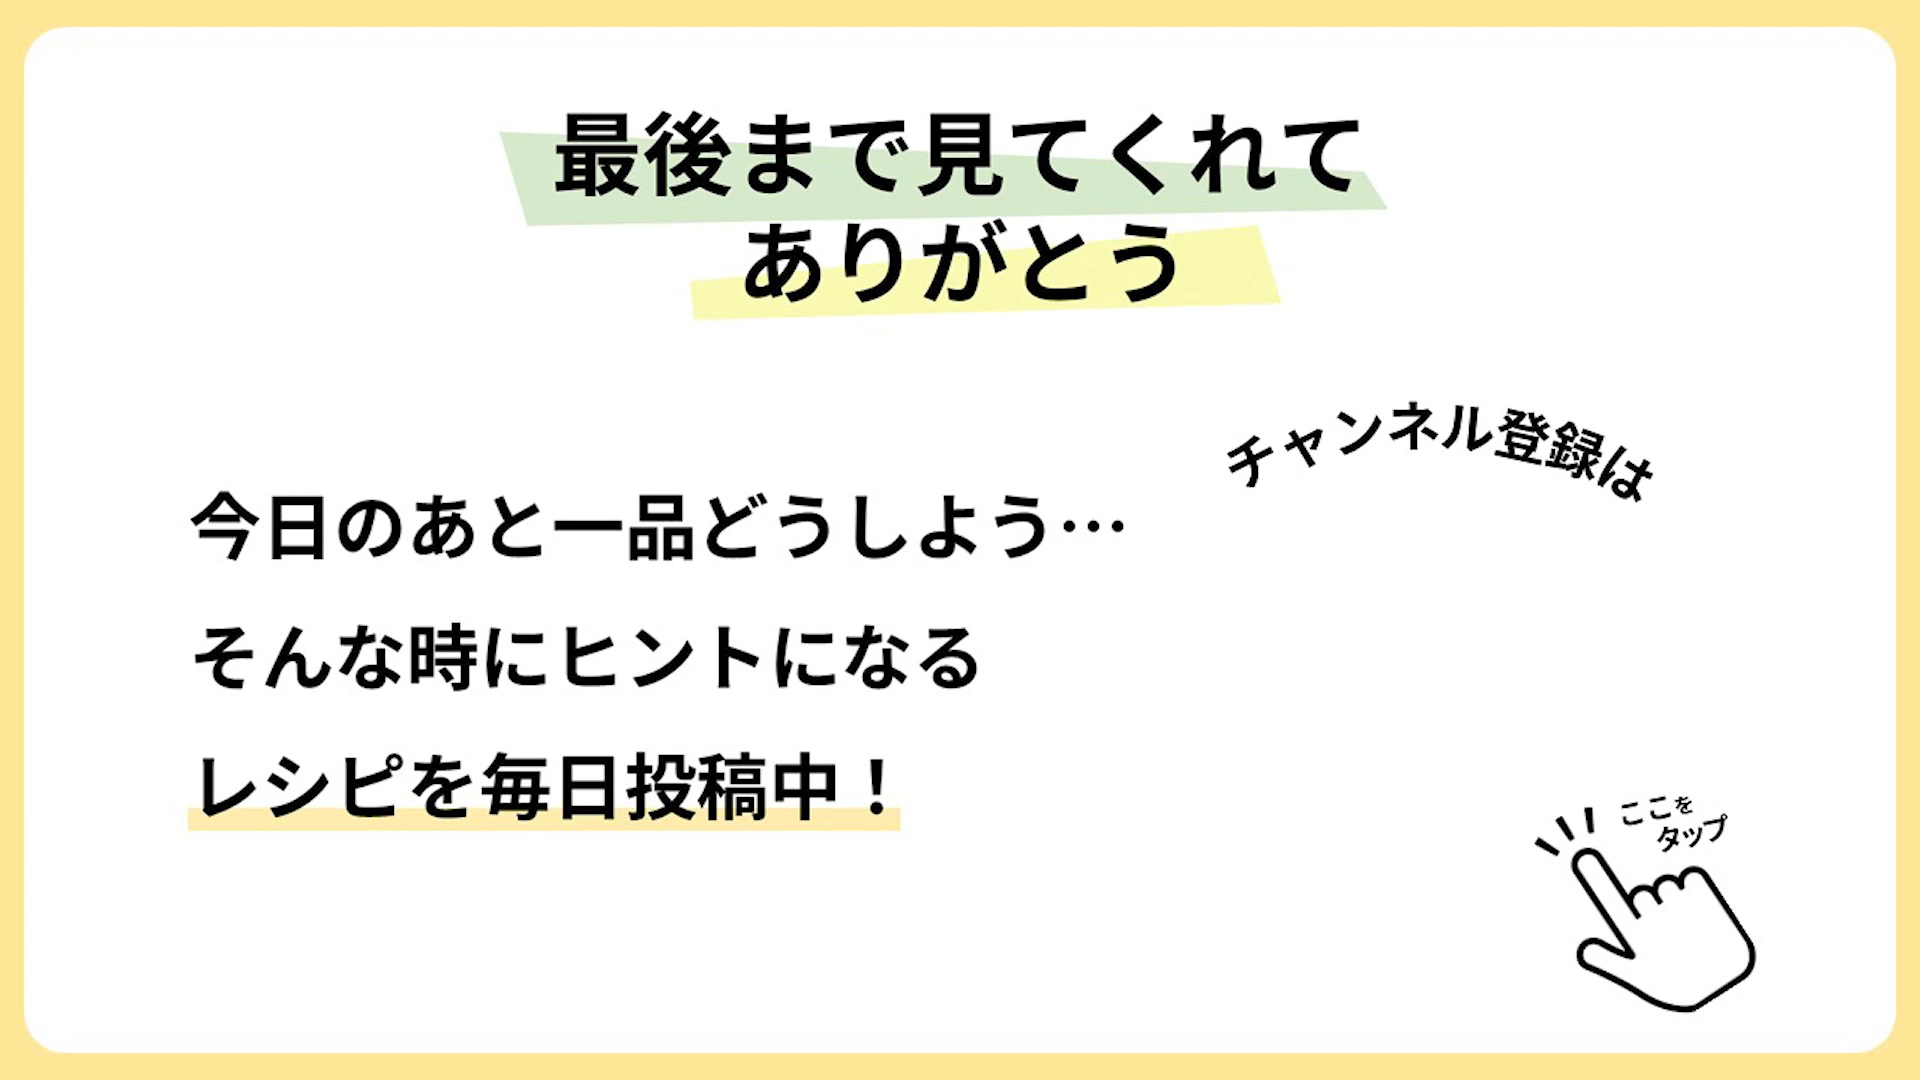 最後まで見てくれて
ありがとう
チャンネル登録は
今日のあと一品どうしよう…
そんな時にヒントになる
レシピを毎日投稿中！
ここを
タップ